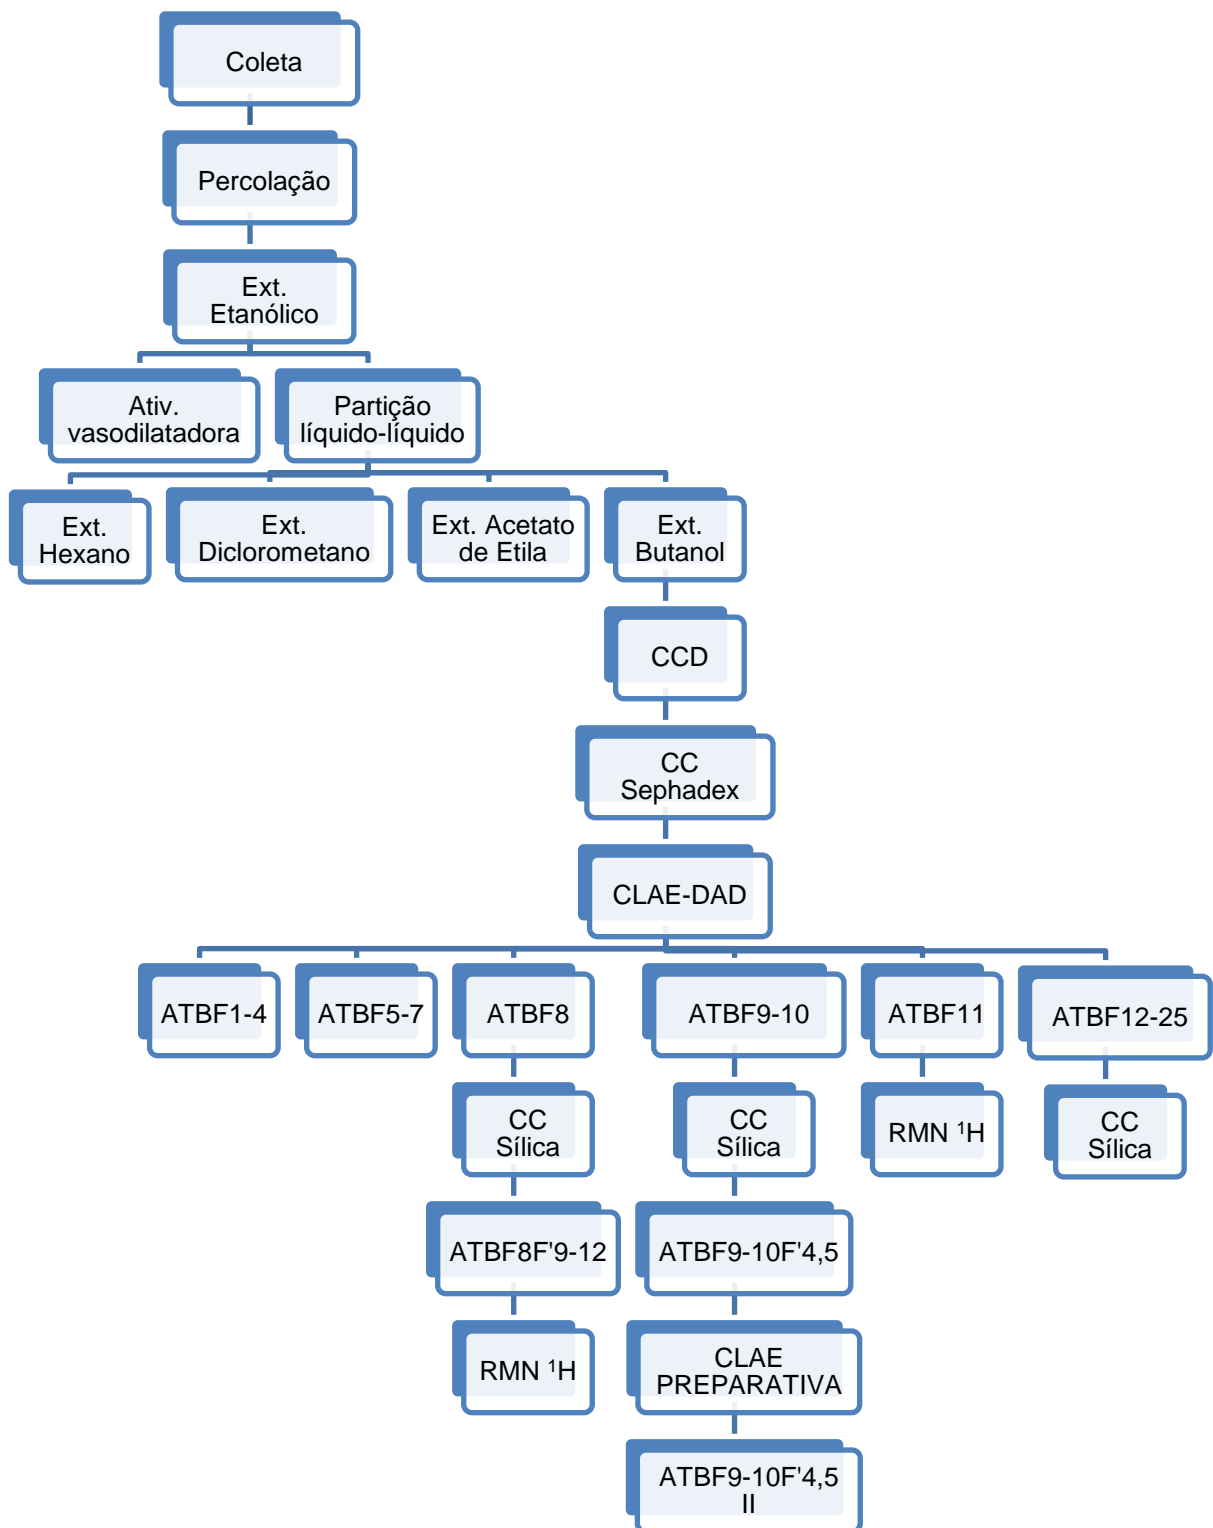 Coleta
Percolação
Ext.
Etanólico
Ativ.
vasodilatadora
Partição
líquido-líquido
Ext.
Hexano
Ext.
Diclorometano
Ext. Acetato
de Etila
Ext.
Butanol
CCD
CC
Sephadex
CLAE-DAD
ATBF1-4
ATBF5-7
ATBF8
ATBF9-10
ATBF11
ATBF12-25
CC
Sílica
CC
Sílica
RMN ¹H
CC
Sílica
ATBF8F'9-12
ATBF9-10F'4,5
RMN ¹H
CLAE
PREPARATIVA
ATBF9-10F'4,5
II